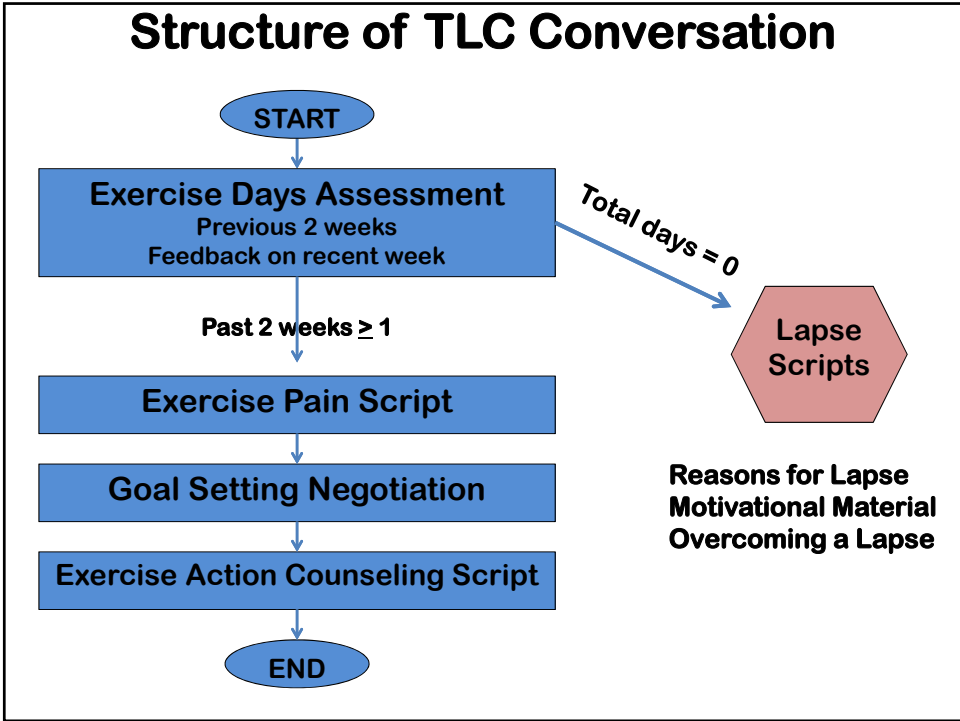 Structure of TLC Conversation
START
Exercise Days Assessment
Previous 2 weeks
Feedback on recent week
Total days = 0
Past 2 weeks ≥ 1
Lapse
Scripts
Exercise Pain Script
Goal Setting Negotiation
Reasons for Lapse
Motivational Material
Overcoming a Lapse
Exercise Action Counseling Script
END